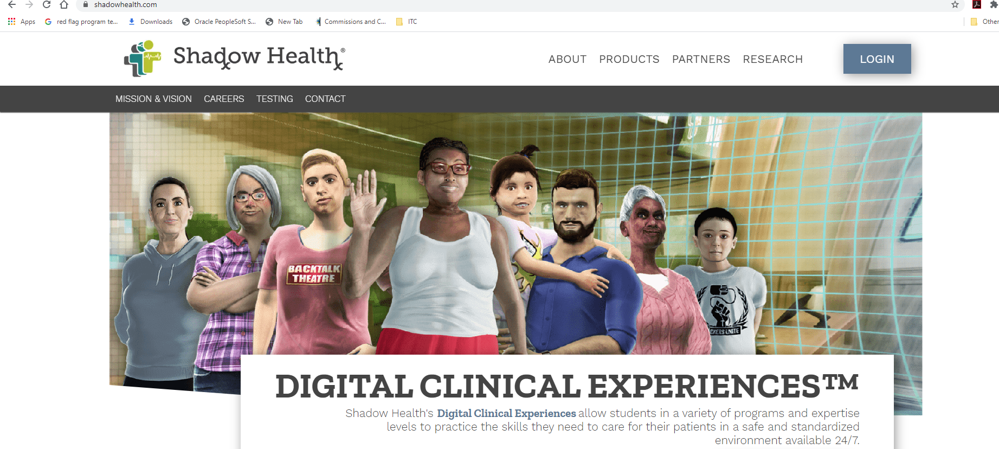 shadowhealth.com
Apps red flag program te... Downloads Oracle PeopleSoft S... New Tab Commissions and C... ITC Other
Shadow Health®
ABOUT PRODUCTS PARTNERS RESEARCH LOGIN
MISSION & VISION CAREERS TESTING CONTACT
BACKTALK
THEATRE
CKERS UNITE
DIGITAL CLINICAL EXPERIENCES™
Shadow Health's Digital Clinical Experiences allow students in a variety of programs and expertise
levels to practice the skills they need to care for their patients in a safe and standardized
environment available 24/7.